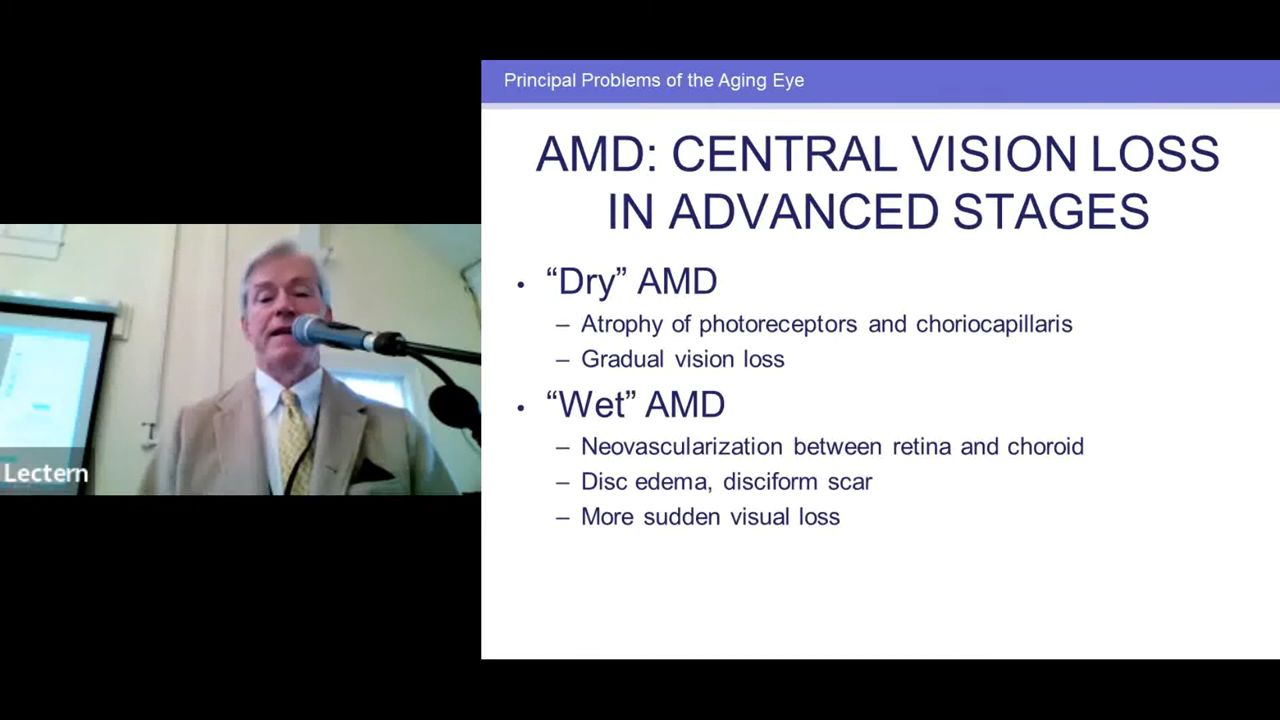 Principal Problems of the Aging Eye
AMD: CENTRAL VISION LOSS
IN ADVANCED STAGES
• “Dry” AMD
– Atrophy of photoreceptors and choriocapillaris
– Gradual vision loss
• “Wet” AMD
– Neovascularization between retina and choroid
– Disc edema, disciform scar
– More sudden visual loss
Lectern